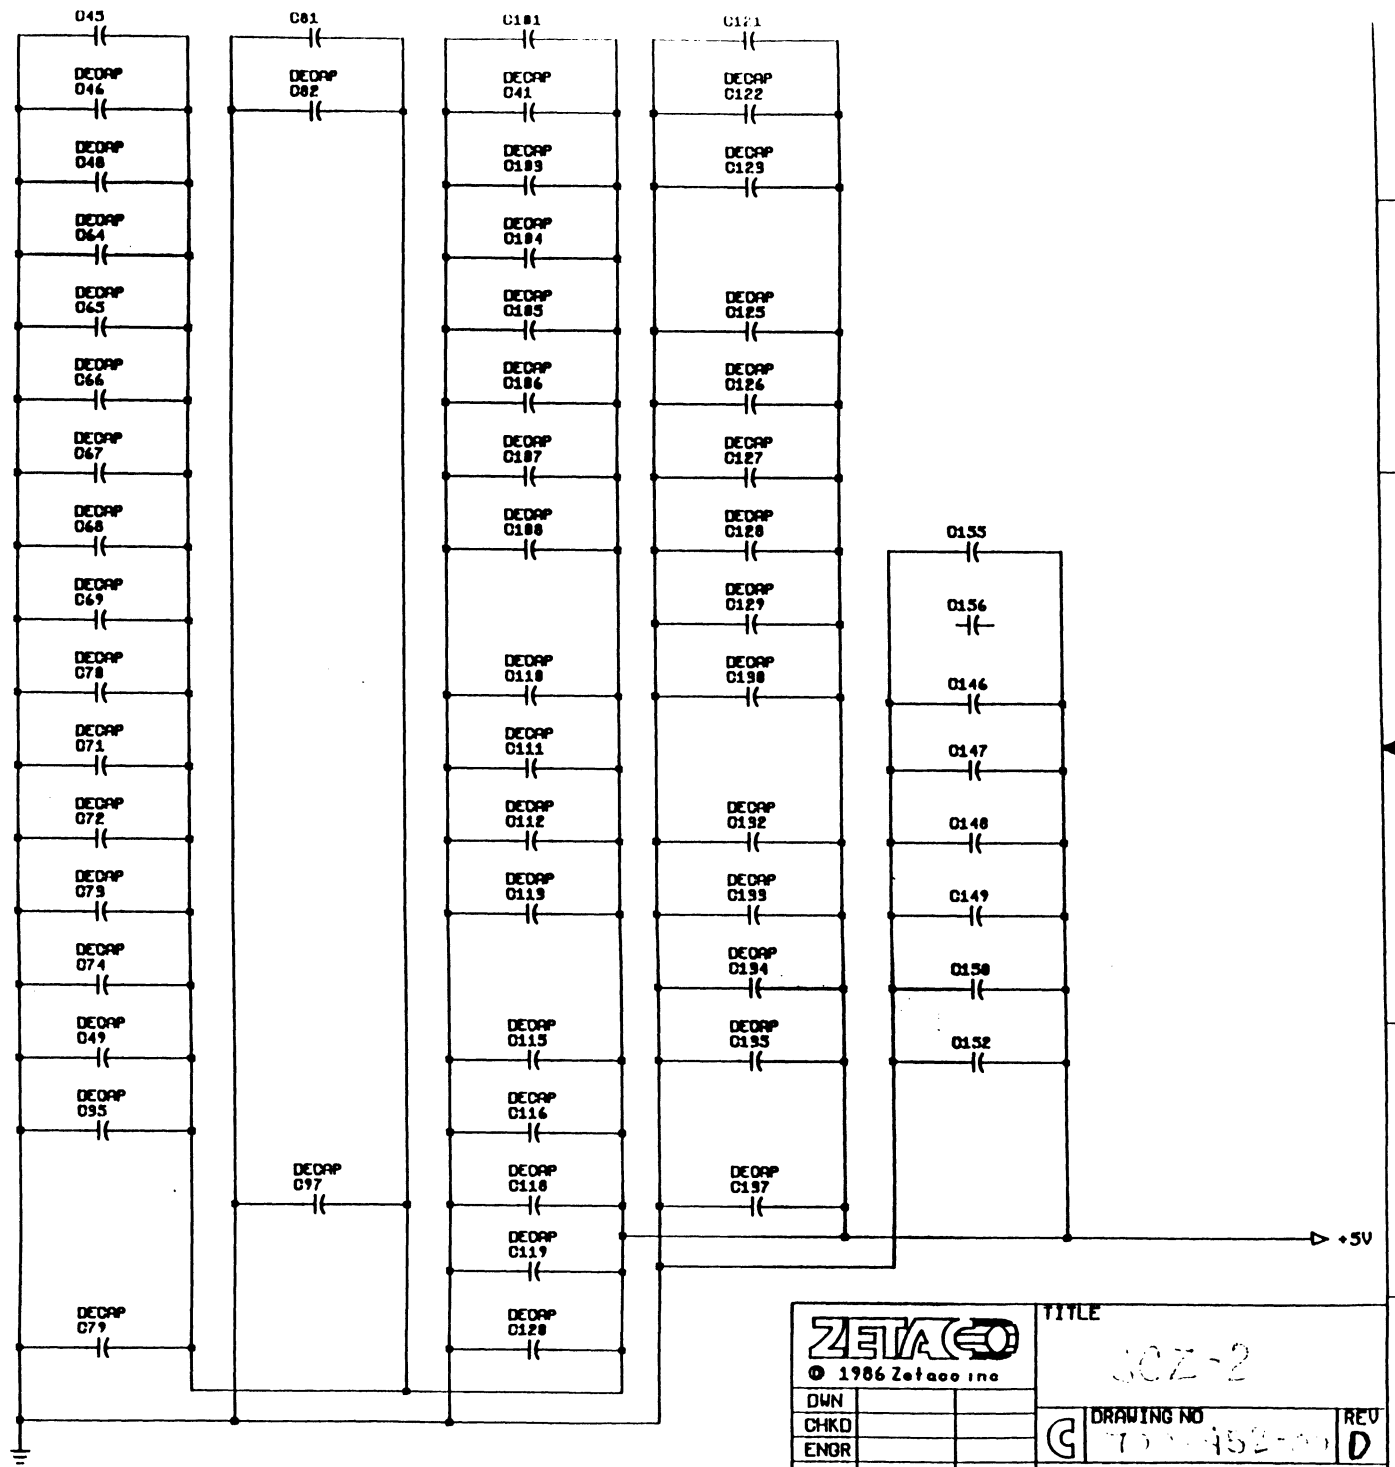 C45
DECAP
C46
DECAP
C48
DECAP
C64
DECAP
C65
DECAP
C66
DECAP
C67
DECAP
C68
DECAP
C69
DECAP
C70
DECAP
C71
DECAP
C72
DECAP
C73
DECAP
C74
DECAP
C49
DECAP
C95
DECAP
C79
C81
DECAP
C82
DECAP
C97
C101
DECAP
C41
DECAP
C103
DECAP
C104
DECAP
C105
DECAP
C106
DECAP
C107
DECAP
C108
DECAP
C110
DECAP
C111
DECAP
C112
DECAP
C113
DECAP
C115
DECAP
C116
DECAP
C118
DECAP
C119
DECAP
C120
C121
DECAP
C122
DECAP
C123
DECAP
C125
DECAP
C126
DECAP
C127
DECAP
C128
DECAP
C129
DECAP
C130
DECAP
C132
DECAP
C133
DECAP
C134
DECAP
C135
DECAP
C137
C155
C156
C146
C147
C148
C149
C150
C152
+5V
ZETACO
© 1986 Zetaco inc
DWN
CHKD
ENGR
TITLE
SCZ-2
C
DRAWING NO
REV
D